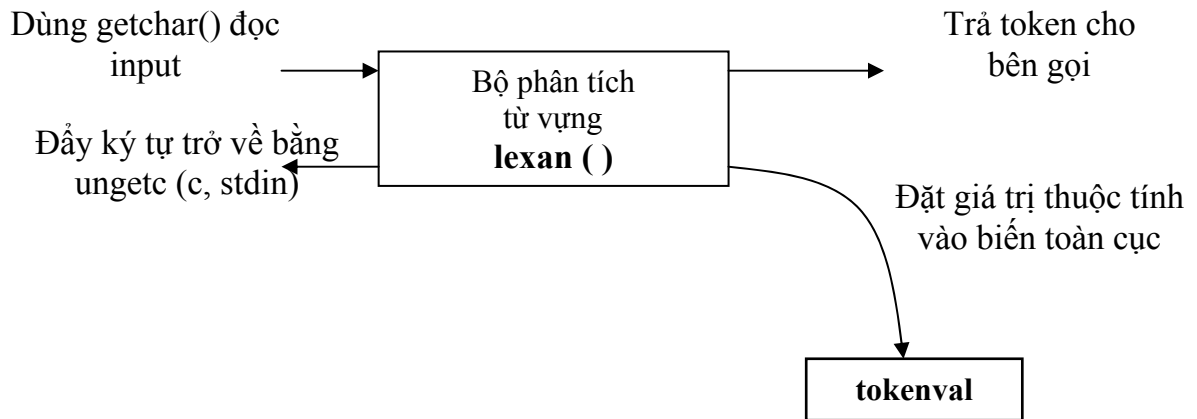 Dùng getchar() đọc
input
Trả token cho
bên gọi
Bộ phân tích
từ vựng
lexan ( )
Đẩy ký tự trở về bằng
ungetc (c, stdin)
Đặt giá trị thuộc tính
vào biến toàn cục
tokenval